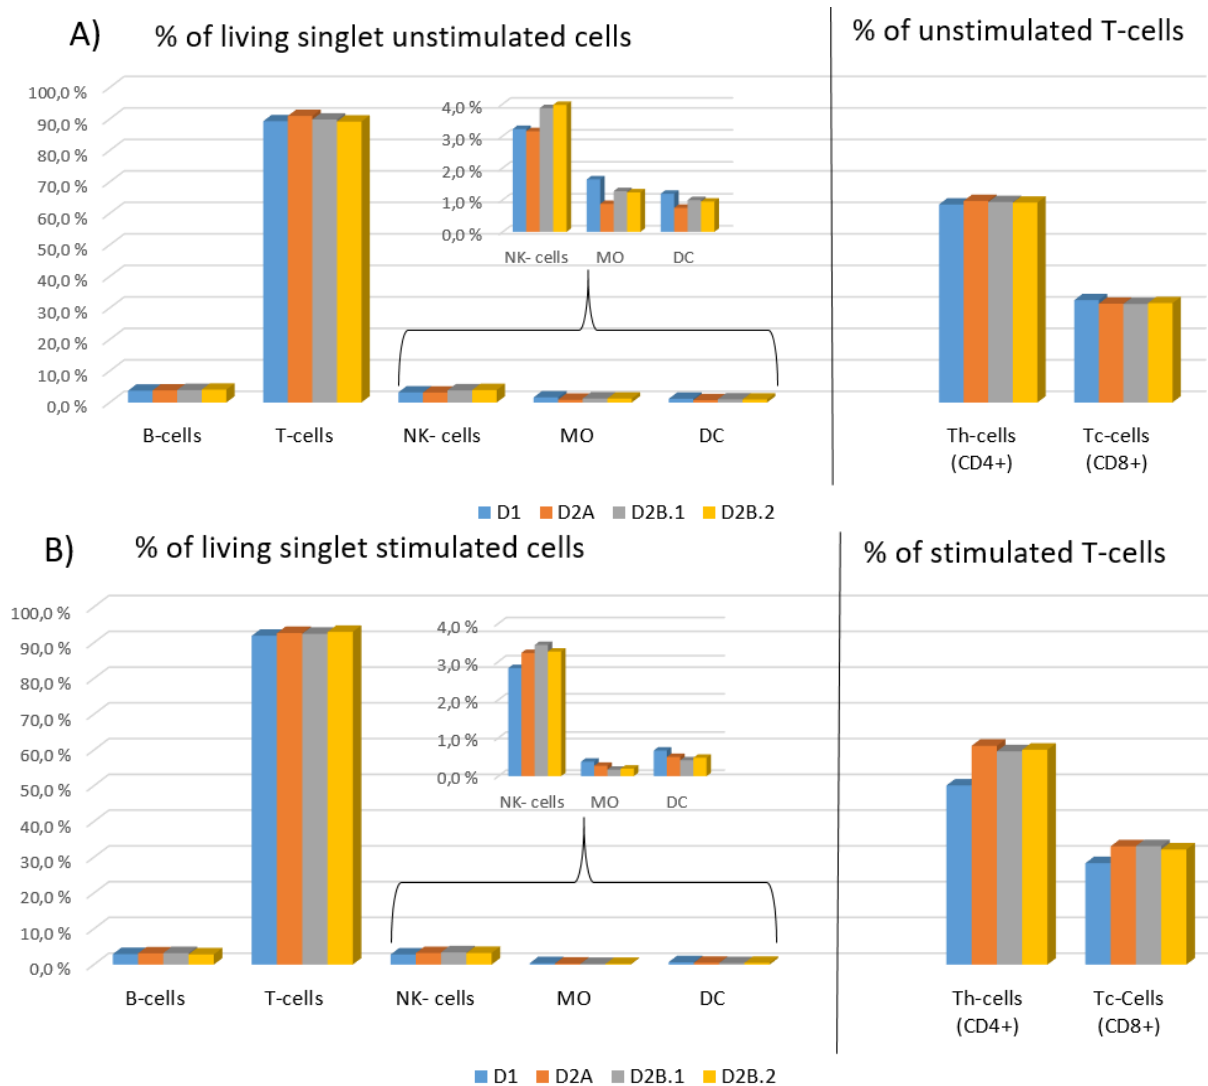 A)
% of living singlet unstimulated cells
% of unstimulated T-cells
100,0 %
90,0 %
80,0 %
70,0 %
60,0 %
50,0 %
40,0 %
30,0 %
20,0 %
10,0 %
0,0 %
4,0 %
3,0 %
2,0 %
1,0 %
0,0 %
NK- cells MO DC
B-cells T-cells NK- cells MO DC
Th-cells Tc-cells
(CD4+) (CD8+)
D1 D2A D2B.1 D2B.2
B)
% of living singlet stimulated cells
% of stimulated T-cells
100,0 %
90,0 %
80,0 %
70,0 %
60,0 %
50,0 %
40,0 %
30,0 %
20,0 %
10,0 %
0,0 %
4,0 %
3,0 %
2,0 %
1,0 %
0,0 %
NK- cells MO DC
B-cells T-cells NK- cells MO DC
Th-cells Tc-Cells
(CD4+) (CD8+)
D1 D2A D2B.1 D2B.2